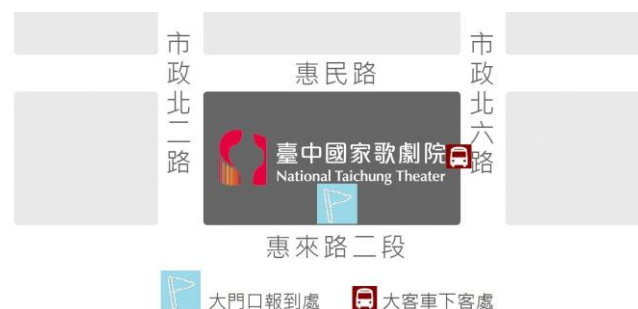 市政北二路
惠民路
市政北六路
臺中國家歌劇院
National Taichung Theater
惠來路二段
大門口報到處
大客車下客處